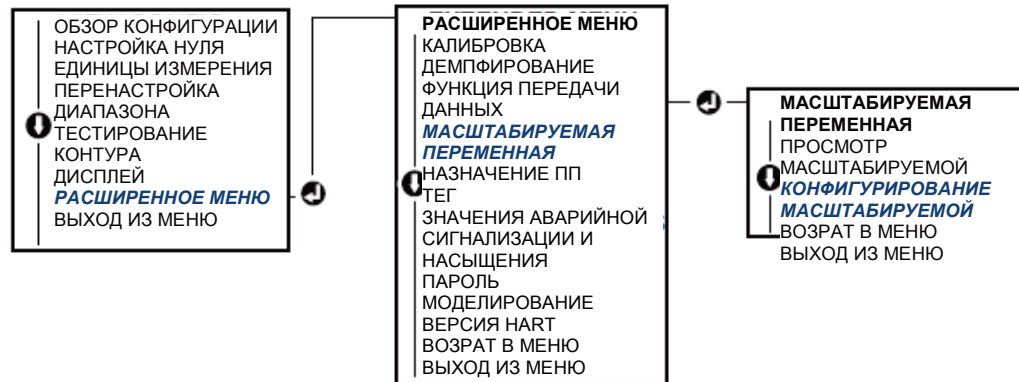 ОБЗОР КОНФИГУРАЦИИ
НАСТРОЙКА НУЛЯ
ЕДИНИЦЫ ИЗМЕРЕНИЯ
ПЕРЕНАСТРОЙКА
ДИАПАЗОНА
ТЕСТИРОВАНИЕ
КОНТУРА
ДИСПЛЕЙ
РАСШИРЕННОЕ МЕНЮ
ВЫХОД ИЗ МЕНЮ
РАСШИРЕННОЕ МЕНЮ
КАЛИБРОВКА
ДЕМПФИРОВАНИЕ
ФУНКЦИЯ ПЕРЕДАЧИ
ДАННЫХ
МАСШТАБИРУЕМАЯ
ПЕРЕМЕННАЯ
НАЗНАЧЕНИЕ ПП
ТЕГ
ЗНАЧЕНИЯ АВАРИЙНОЙ
СИГНАЛИЗАЦИИ И
НАСЫЩЕНИЯ
ПАРОЛЬ
МОДЕЛИРОВАНИЕ
ВЕРСИЯ HART
ВОЗРАТ В МЕНЮ
ВЫХОД ИЗ МЕНЮ
МАСШТАБИРУЕМАЯ
ПЕРЕМЕННАЯ
ПРОСМОТР
МАСШТАБИРУЕМОЙ
КОНФИГУРИРОВАНИЕ
МАСШТАБИРУЕМОЙ
ВОЗРАТ В МЕНЮ
ВЫХОД ИЗ МЕНЮ